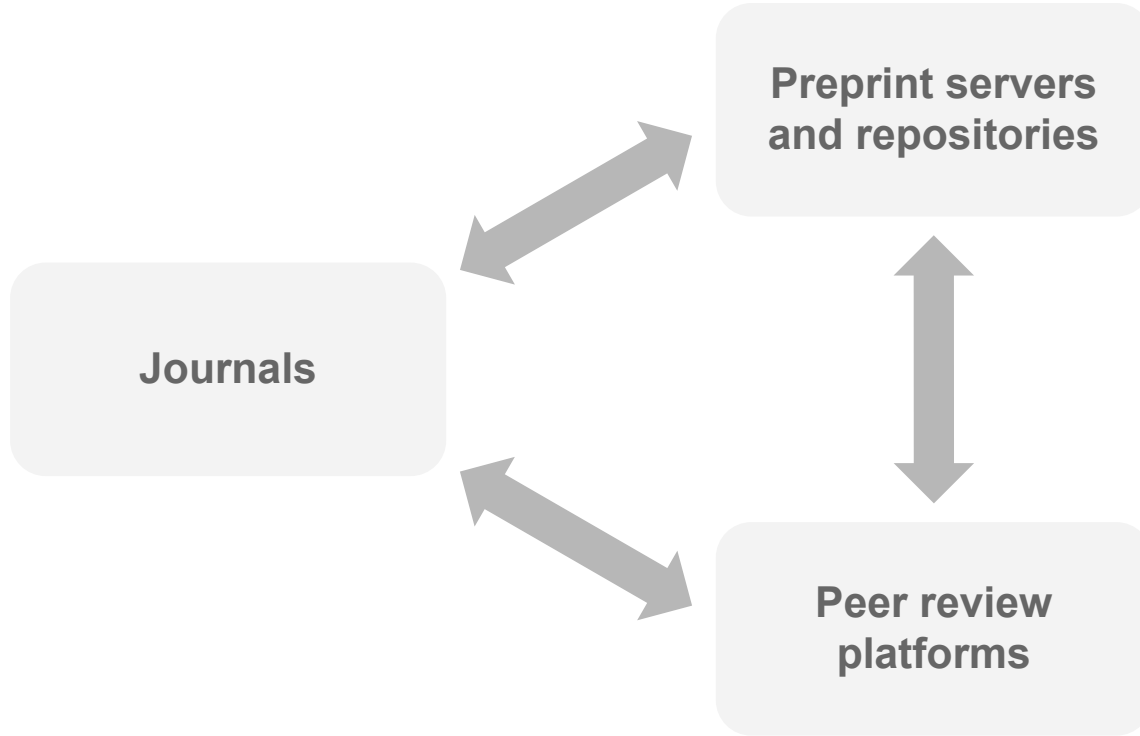 Preprint servers
and repositories
Journals
Peer review
platforms